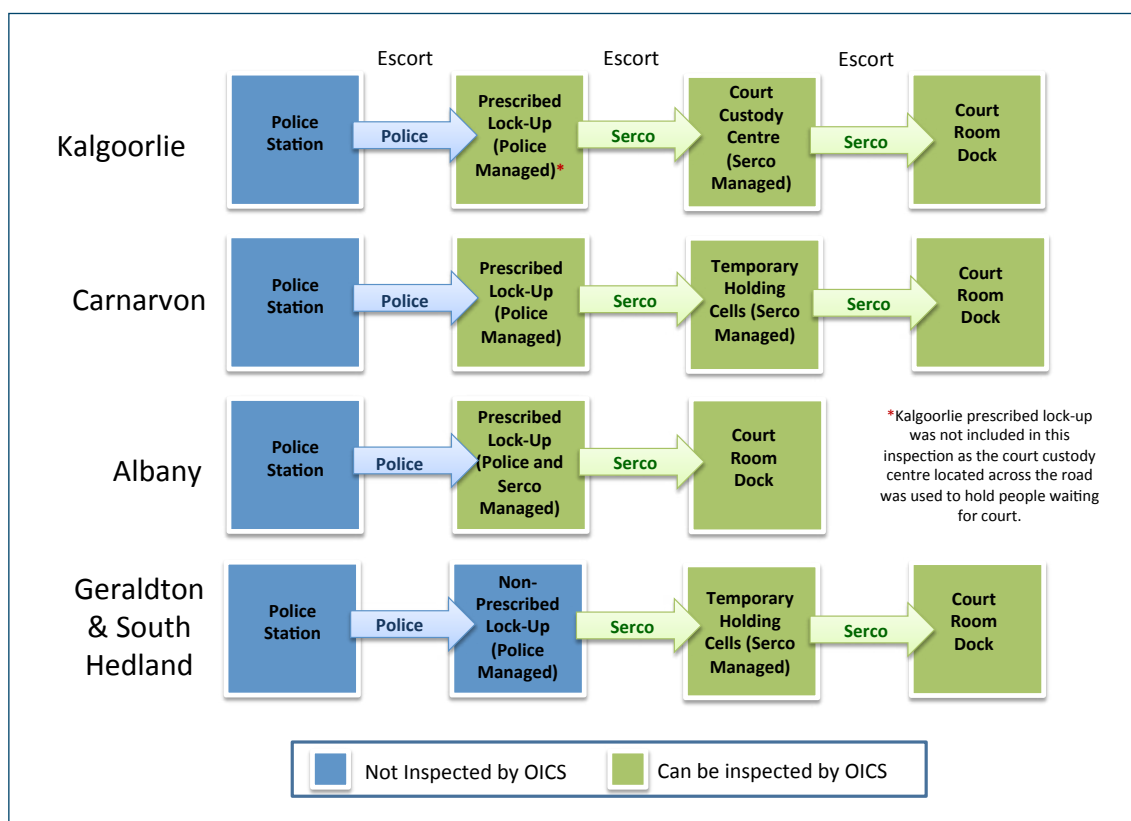 Escort
Escort
Escort
Kalgoorlie
Police
Station
Police
Prescribed
Lock-Up
(Police
Managed)*
Serco
Court
Custody
Centre
(Serco
Managed)
Serco
Court
Room
Dock
Carnarvon
Police
Station
Police
Prescribed
Lock-Up
(Police
Managed)
Serco
Temporary
Holding
Cells (Serco
Managed)
Serco
Court
Room
Dock
Albany
Police
Station
Police
Prescribed
Lock-Up
(Police and
Serco
Managed)
Serco
Court
Room
Dock
*Kalgoorlie prescribed lock-up
was not included in this
inspection as the court custody
centre located across the road
was used to hold people waiting
for court.
Geraldton
& South
Hedland
Police
Station
Police
Non-
Prescribed
Lock-Up
(Police
Managed)
Serco
Temporary
Holding
Cells (Serco
Managed)
Serco
Court
Room
Dock
Not Inspected by OICS
Can be inspected by OICS